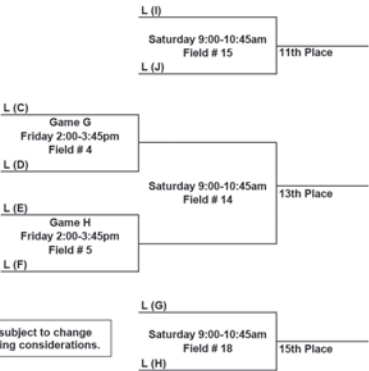 L (I)
Saturday 9:00-10:45am
Field # 15
11th Place
L (J)
L (C)
Game G
Friday 2:00-3:45pm
Field # 4
L (D)
Saturday 9:00-10:45am
Field # 14
13th Place
L (E)
Game H
Friday 2:00-3:45pm
Field # 5
L (F)
L (G)
subject to change
ing considerations.
Saturday 9:00-10:45am
Field # 18
15th Place
L (H)